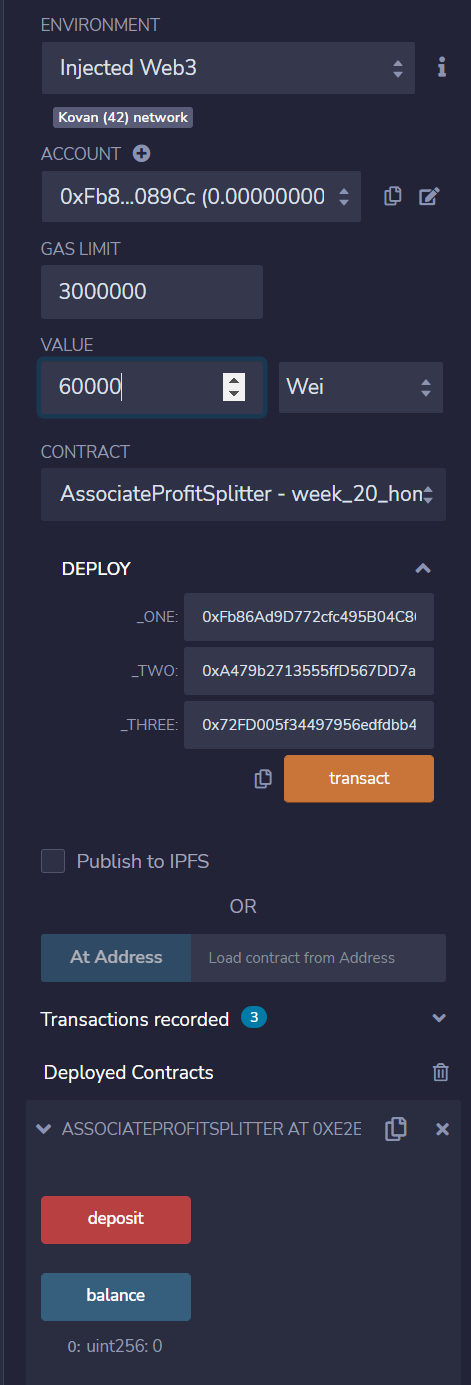 ENVIRONMENT
Injected Web3
Kovan (42) network
ACCOUNT
0xFb8...089Cc (0.00000000
GAS LIMIT
3000000
VALUE
60000 Wei
CONTRACT
AssociateProfitSplitter - week_20_hon
DEPLOY
_ONE: 0xFb86Ad9D772cfc495B04C8
_TWO: 0xA479b2713555ffD567DD7a
_THREE: 0x72FD005f34497956edfdbb4
transact
Publish to IPFS
OR
At Address Load contract from Address
Transactions recorded 3
Deployed Contracts
ASSOCIATEPROFITSPLITTER AT 0XE2E
deposit
balance
0: uint256: 0